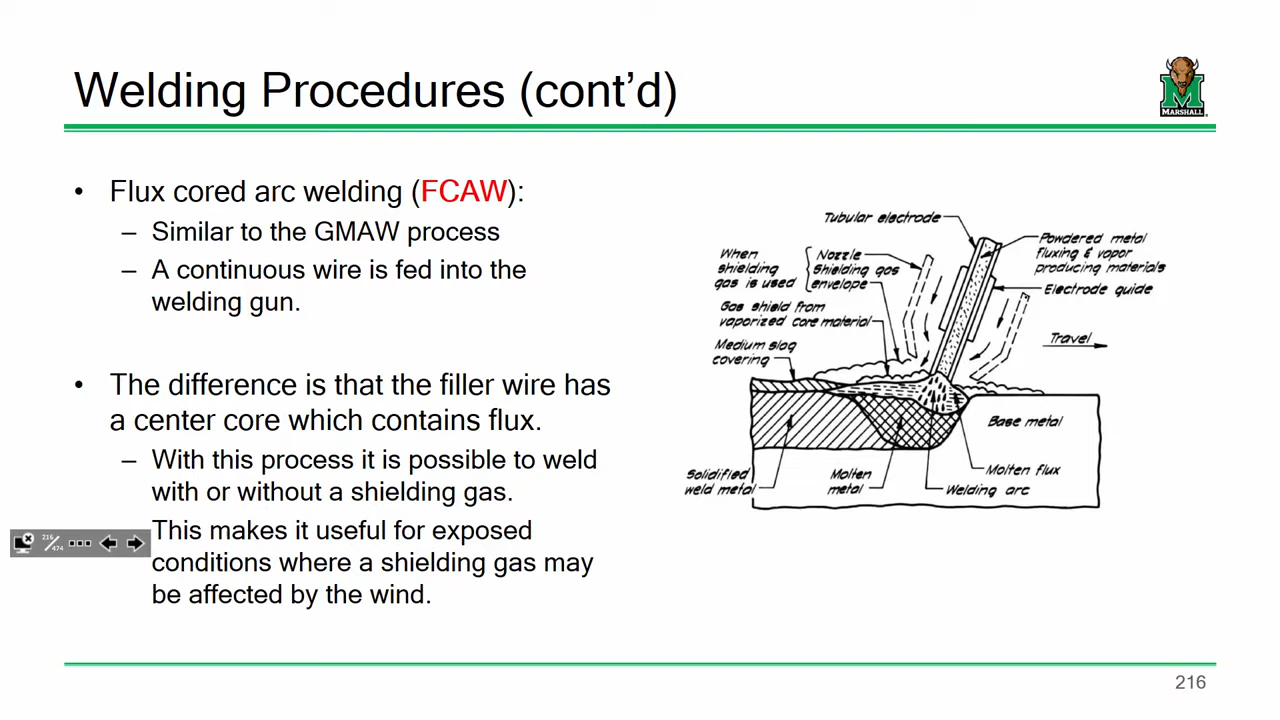 Welding Procedures (cont’d)
MARSHALL
• Flux cored arc welding (FCAW):
– Similar to the GMAW process
– A continuous wire is fed into the
welding gun.
• The difference is that the filler wire has
a center core which contains flux.
– With this process it is possible to weld
with or without a shielding gas.
This makes it useful for exposed
conditions where a shielding gas may
be affected by the wind.
216/474
Tubular electrode
When
shielding
gas is used
Nozzle
Shielding gas
envelope
Powdered metal
fluxing & vapor
producing materials
Electrode guide
Gas shield from
vaporized core material
Travel
Medium slag
covering
Base metal
Solidified
weld metal
Molten
metal
Molten flux
Welding arc
216